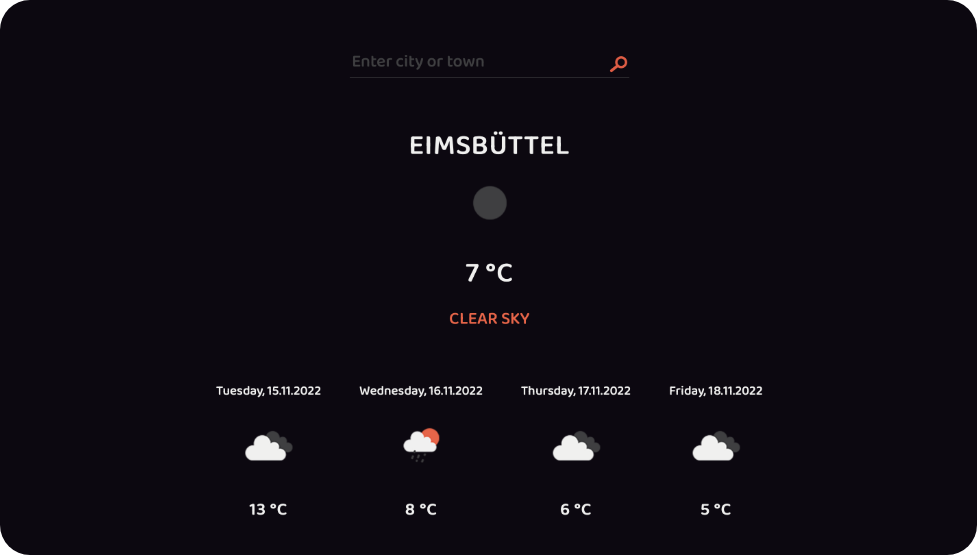 Enter city or town
EIMSBÜTTEL
7 °C
CLEAR SKY
Tuesday, 15.11.2022 Wednesday, 16.11.2022 Thursday, 17.11.2022 Friday, 18.11.2022
13 °C 8 °C 6 °C 5 °C